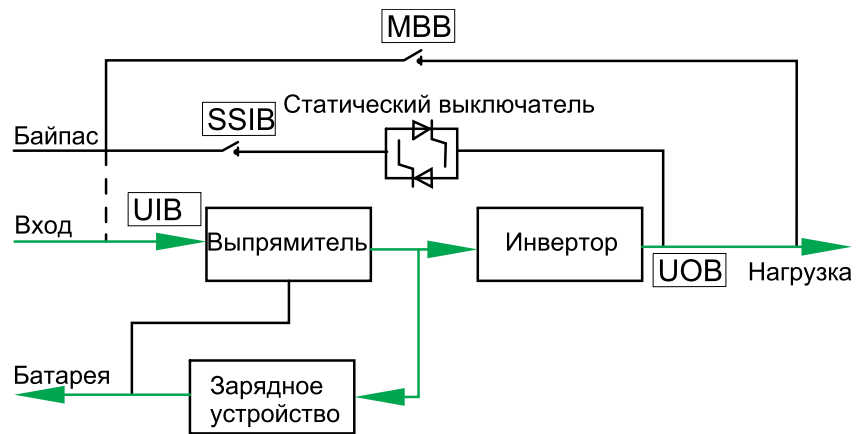 MBB
Статический выключатель
SSIB
Байпас
UIB
Вход
Выпрямитель
Инвертор
UOB
Нагрузка
Батарея
Зарядное
устройство